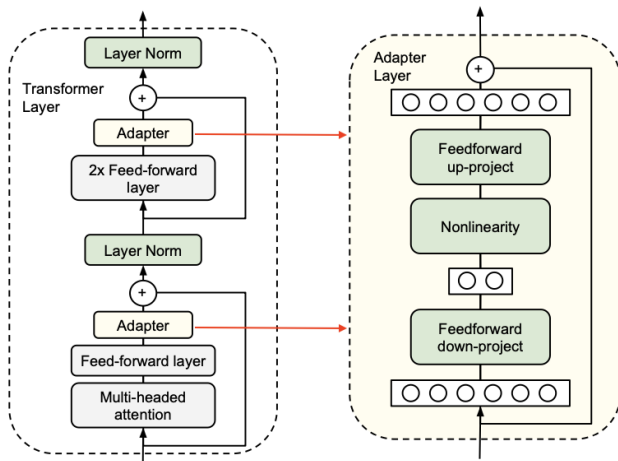 Layer Norm
Transformer
Layer
+
Adapter
2x Feed-forward
layer
Layer Norm
+
Adapter
Feed-forward layer
Multi-headed
attention
Adapter
Layer
+
Feedforward
up-project
Nonlinearity
Feedforward
down-project